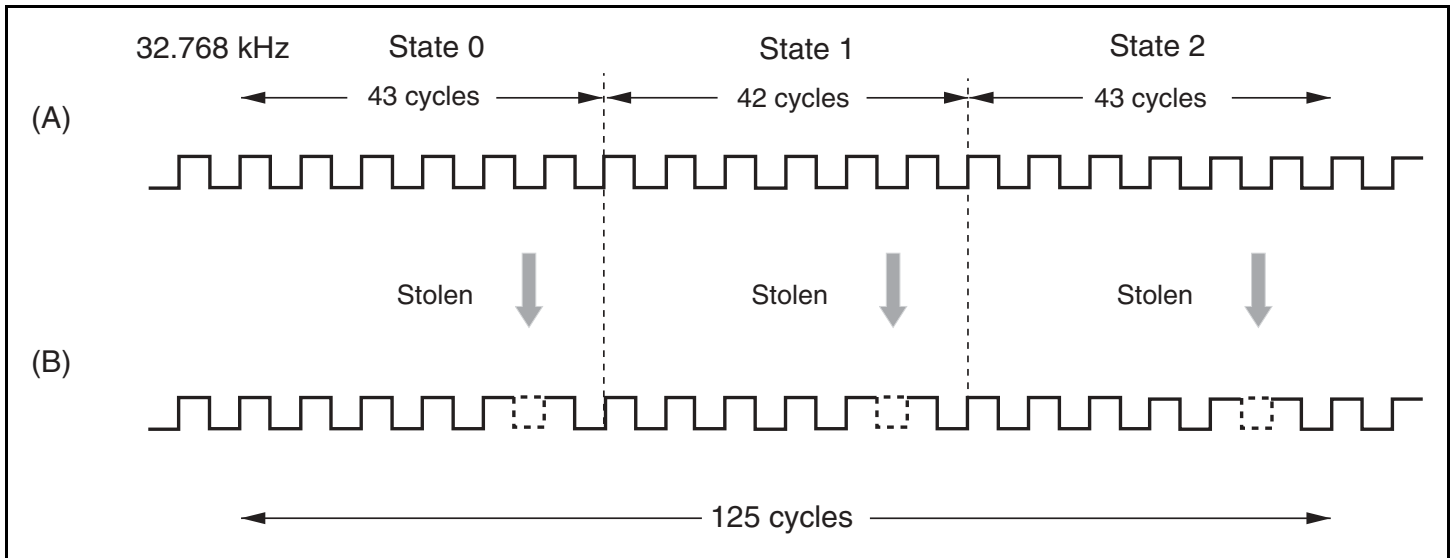 32.768 kHz State 0 State 1 State 2
43 cycles 42 cycles 43 cycles
(A)
Stolen Stolen Stolen
(B)
125 cycles